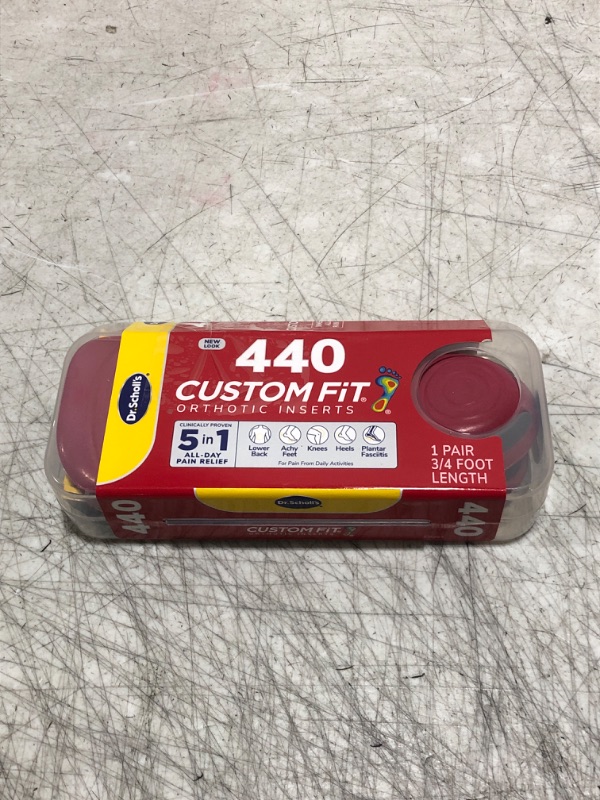 NEW
LOOK
440
CUSTOM FiT®
ORTHOTIC INSERTS
®
Dr. Scholl's®
CLINICALLY PROVEN
5 in 1
ALL-DAY
PAIN RELIEF
Lower
Back
Achy
Feet
Knees
Heels
Plantar
Fasciitis
For Pain From Daily Activities
1 PAIR
3/4 FOOT
LENGTH
440
Dr. Scholl's
CUSTOM FiT
440